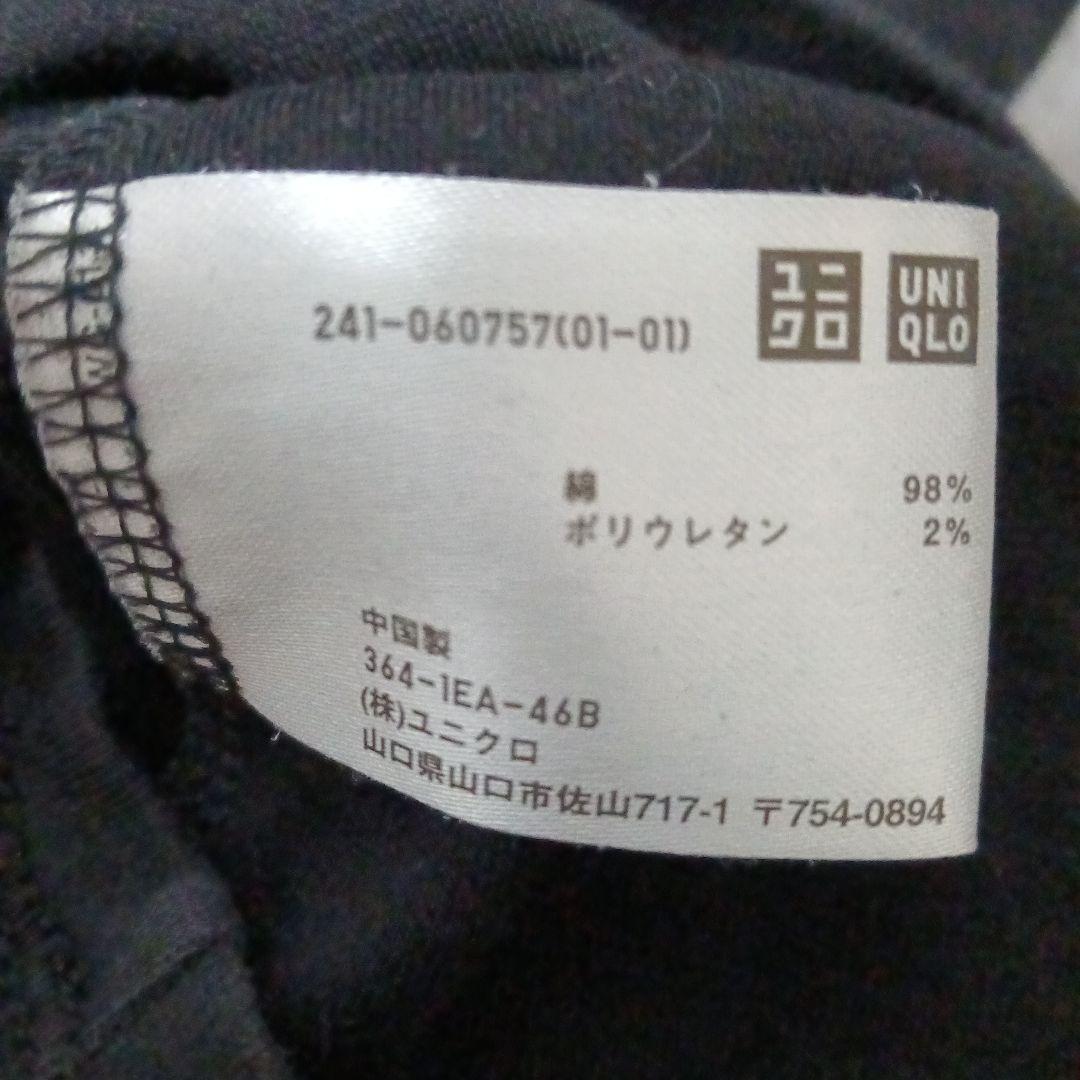 ユニ
クロ
UNI
QLO
241-060757(01-01)
綿 98%
ポリウレタン 2%
中国製
364-1EA-46B
(株)ユニクロ
山口県山口市佐山717-1 〒754-0894